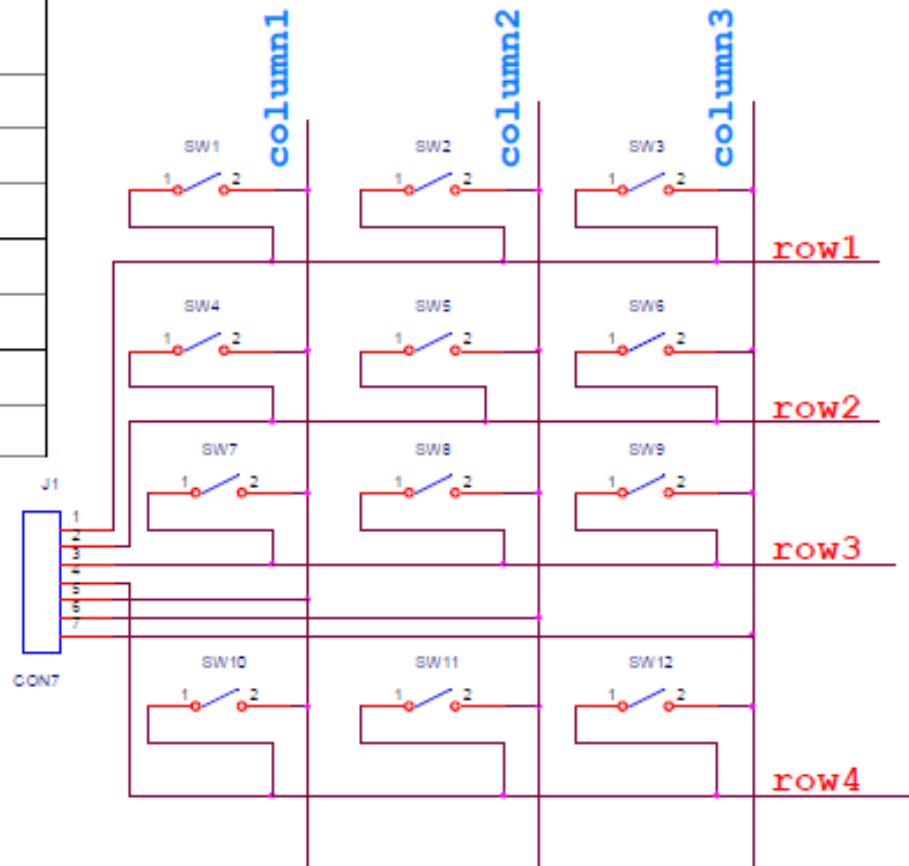 column1 column2 column3
SW1 SW2 SW3
1 2 1 2 1 2
row1
SW4 SW5 SW6
1 2 1 2 1 2
row2
SW7 SW8 SW9
1 2 1 2 1 2
J1
1
2
row3
3
4
5
6
7
SW10 SW11 SW12
CON7
1 2 1 2 1 2
row4